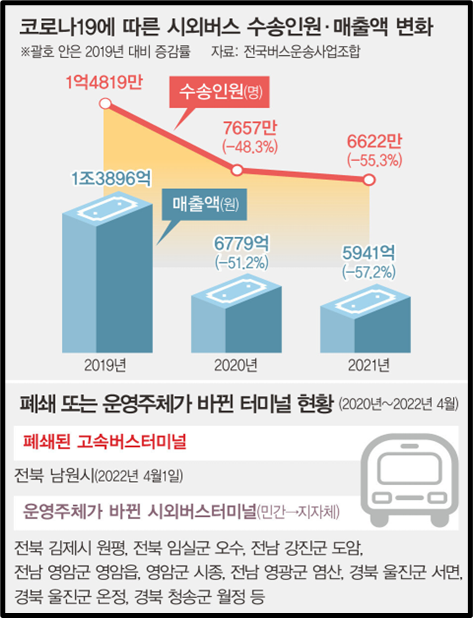 코로나19에 따른 시외버스 수송인원·매출액 변화
※괄호 안은 2019년 대비 증감률 자료: 전국버스운송사업조합
1억4819만
수송인원(명)
7657만
(-48.3%)
6622만
(-55.3%)
1조3896억
매출액(원)
6779억
(-51.2%)
5941억
(-57.2%)
2019년
2020년
2021년
폐쇄 또는 운영주체가 바뀐 터미널 현황 (2020년~2022년 4월)
폐쇄된 고속버스터미널
전북 남원시(2022년 4월1일)
운영주체가 바뀐 시외버스터미널(민간→지자체)
전북 김제시 원평, 전북 임실군 오수, 전남 강진군 도암,
전남 영암군 영암읍, 영암군 시종, 전남 영광군 염산, 경북 울진군 서면,
경북 울진군 온정, 경북 청송군 월정 등